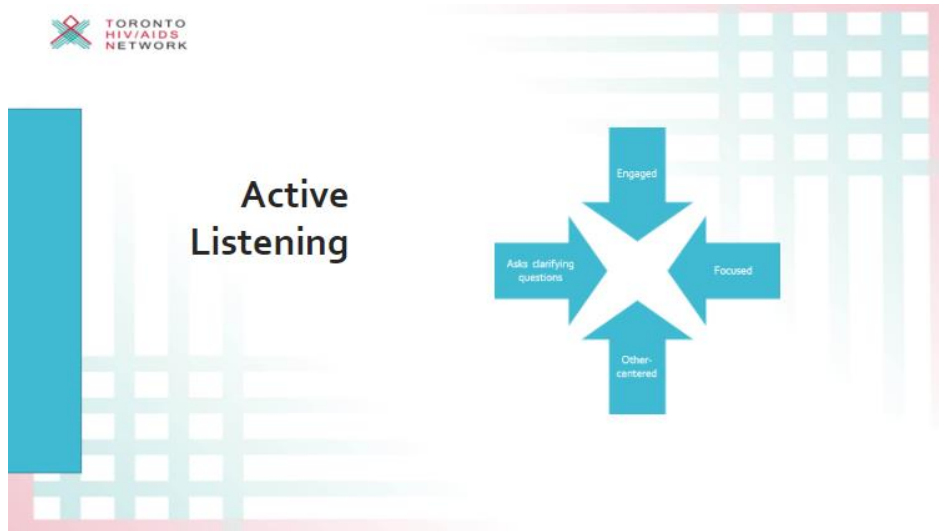 TORONTO
HIV/AIDS
NETWORK
Active
Listening
Engaged
Asks clarifying
questions
Focused
Other-
centered